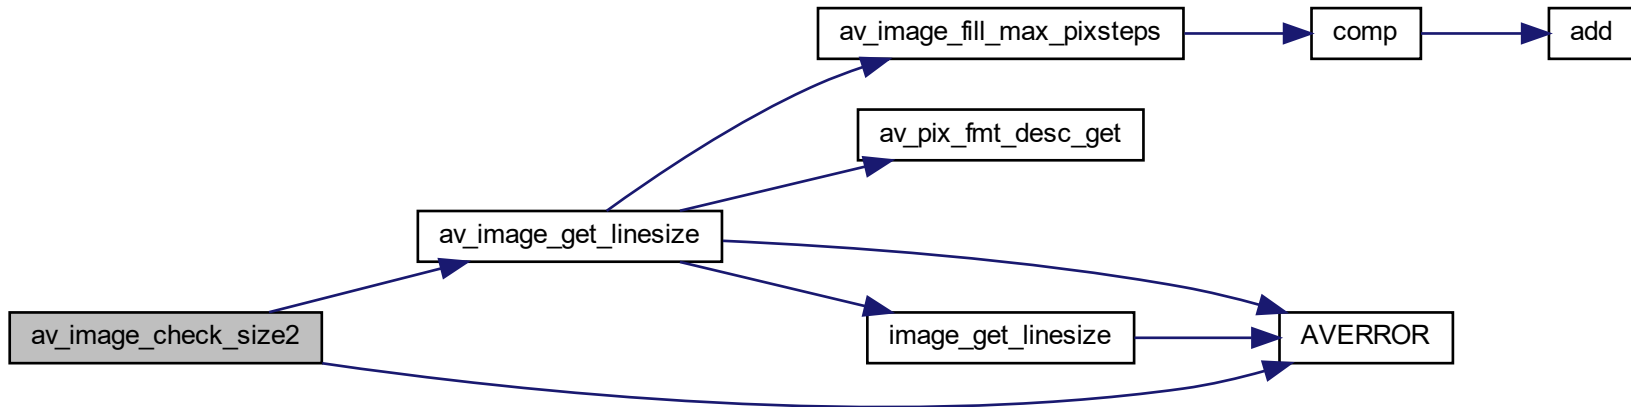 av_image_fill_max_pixsteps
comp
add
av_pix_fmt_desc_get
av_image_get_linesize
av_image_check_size2
image_get_linesize
AVERROR